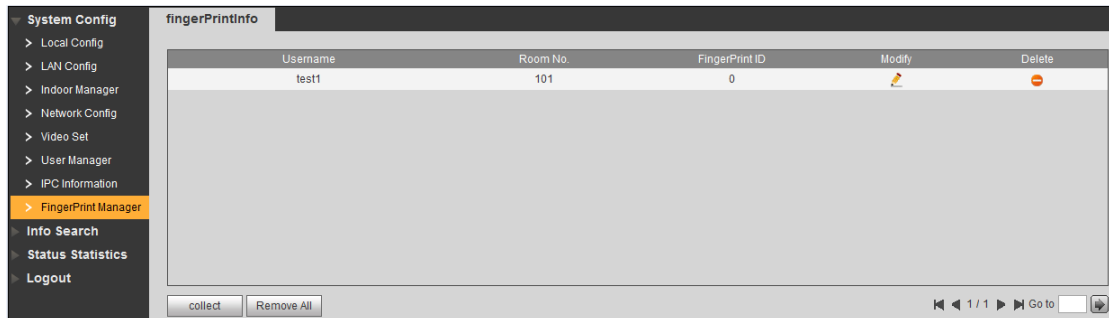 System Config
Local Config
LAN Config
Indoor Manager
Network Config
Video Set
User Manager
IPC Information
FingerPrint Manager
Info Search
Status Statistics
Logout
fingerPrintInfo
Username Room No. FingerPrint ID Modify Delete
test1 101 0
collect Remove All 1 / 1 Go to